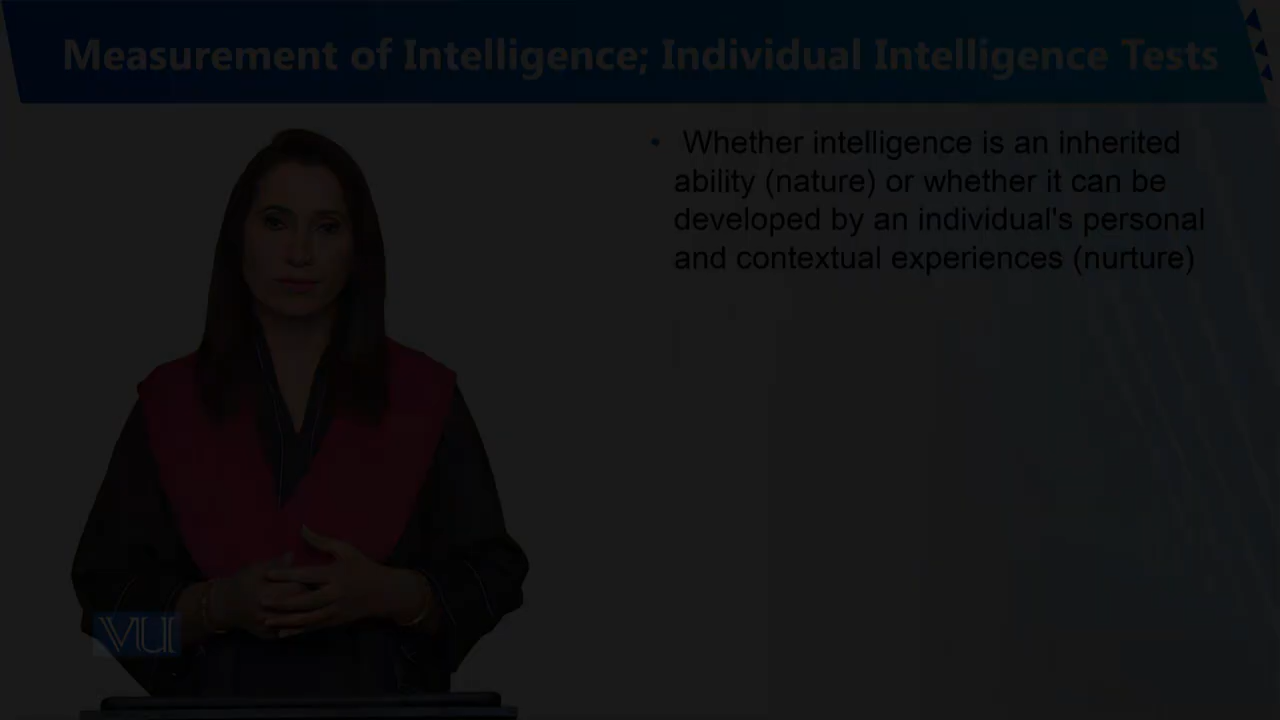 Measurement of Intelligence; Individual Intelligence Tests
• Whether intelligence is an inherited
ability (nature) or whether it can be
developed by an individual's personal
and contextual experiences (nurture)
VU